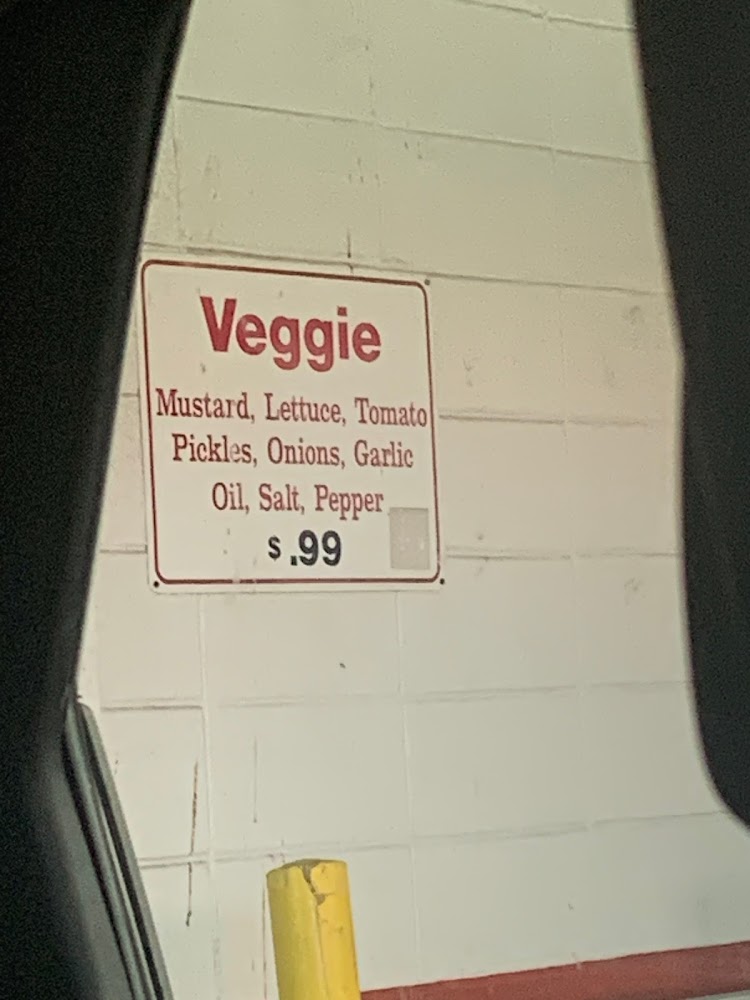 Veggie
Mustard, Lettuce, Tomato
Pickles, Onions, Garlic
Oil, Salt, Pepper
$ .99